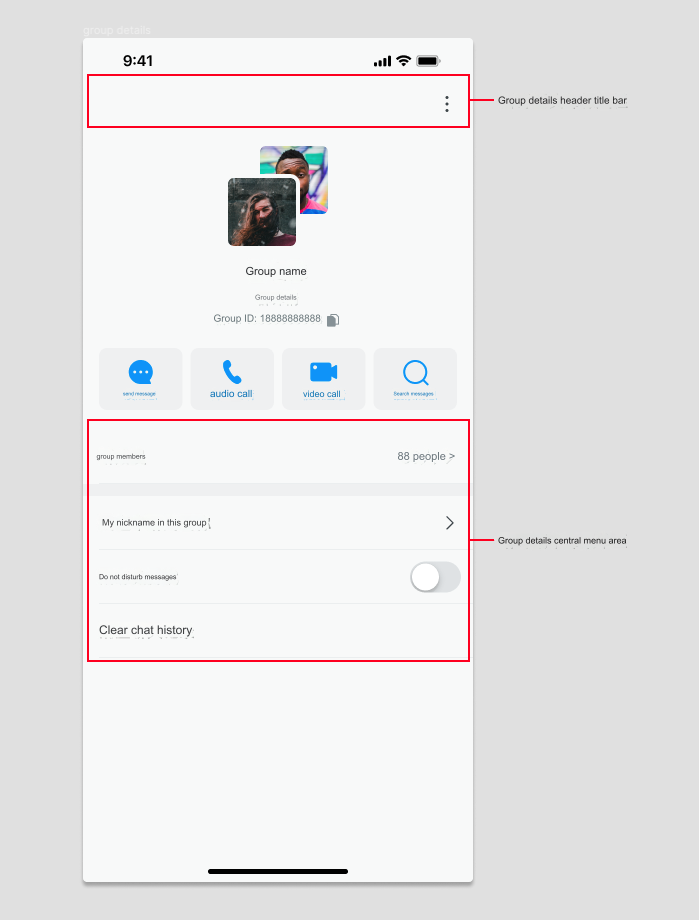 group details
9:41
Group details header title bar
Group name
Group details
Group ID: 18888888888
send message
audio call
video call
Search messages
group members
88 people >
My nickname in this group
Group details central menu area
Do not disturb messages
Clear chat history